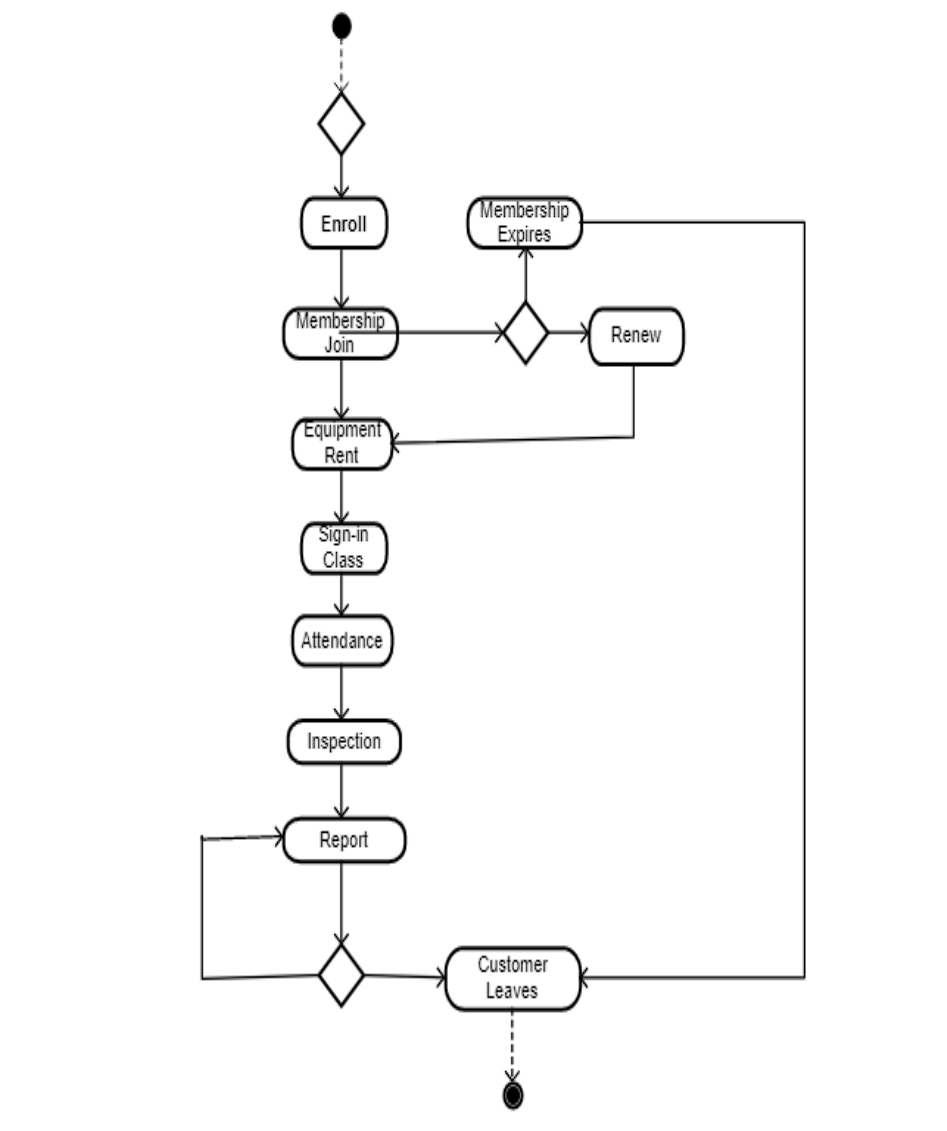 Enroll
Membership
Expires
Membership
Join
Renew
Equipment
Rent
Sign-in
Class
Attendance
Inspection
Report
Customer
Leaves